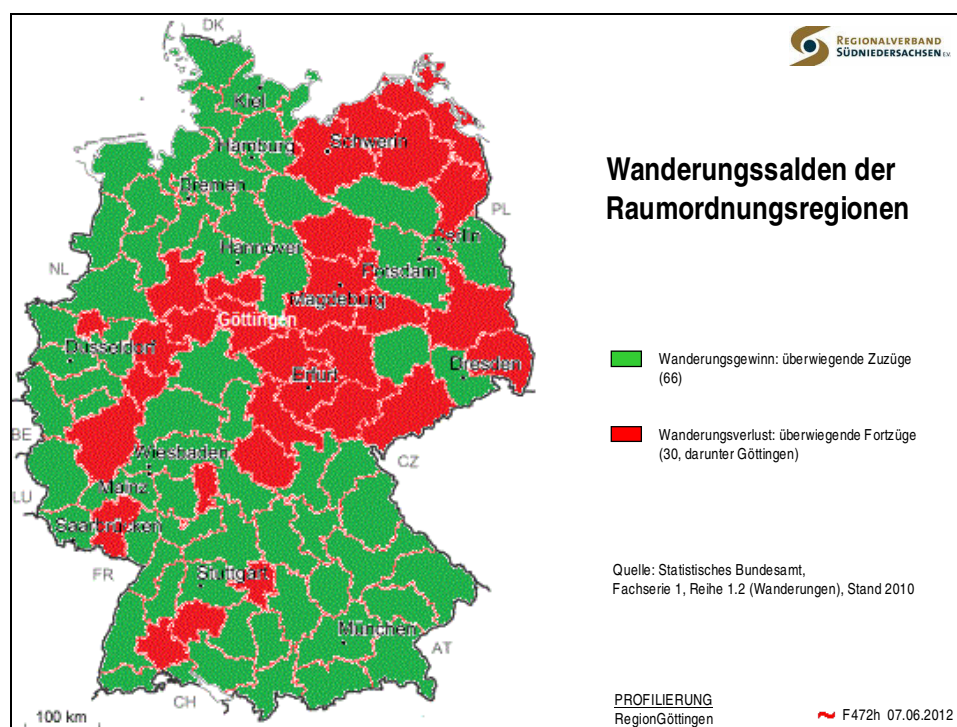 REGIONALVERBAND
SÜDNIEDERSACHSEN E.V.
Wanderungssalden der
Raumordnungsregionen
DK
Kiel
Hamburg
Schwerin
Bremen
PL
Berlin
Hannover
Potsdam
NL
Magdeburg
Göttingen
Düsseldorf
Dresden
Erfurt
BE
Wiesbaden
CZ
Mainz
LU
Saarbrücken
FR
Stuttgart
München
AT
CH
100 km
Wanderungsgewinn: überwiegende Zuzüge
(66)
Wanderungsverlust: überwiegende Fortzüge
(30, darunter Göttingen)
Quelle: Statistisches Bundesamt,
Fachserie 1, Reihe 1.2 (Wanderungen), Stand 2010
PROFILIERUNG
RegionGöttingen
F472h 07.06.2012